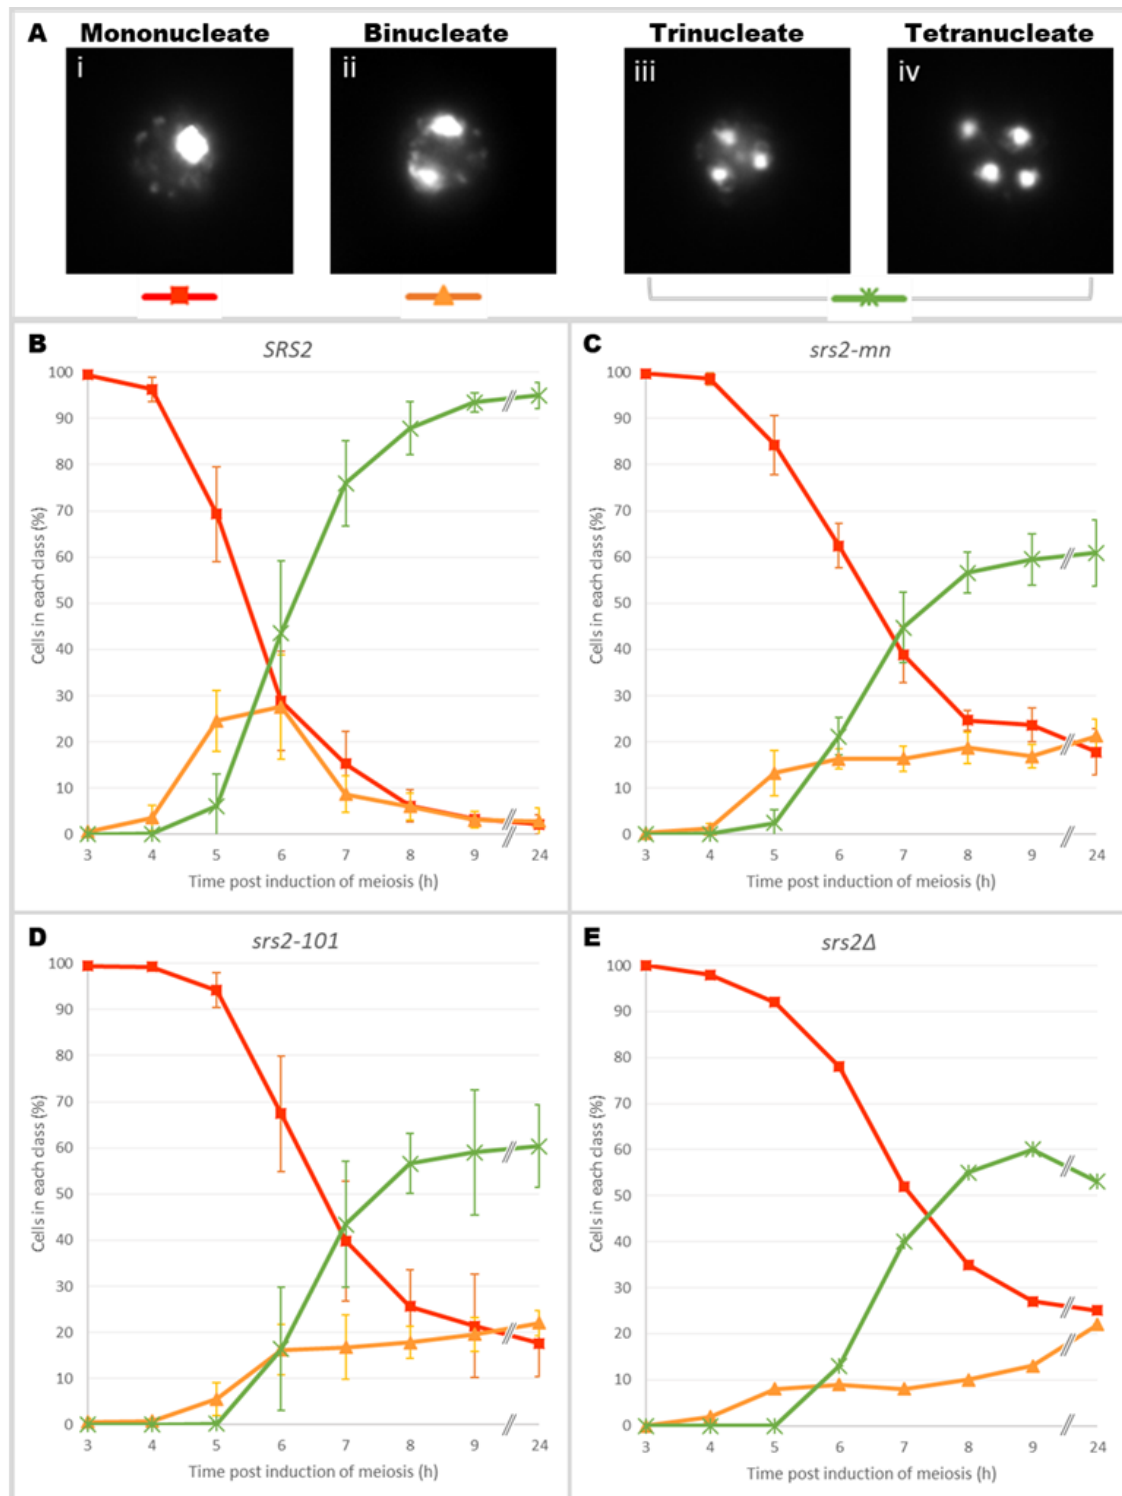 A Mononucleate Binucleate Trinucleate Tetranucleate
i ii iii iv
B SRS2
100
90
80
70
60
50
40
30
20
10
0
Cells in each class (%)
3 4 5 6 7 8 9 24
Time post induction of meiosis (h)
C srs2-mn
100
90
80
70
60
50
40
30
20
10
0
Cells in each class (%)
3 4 5 6 7 8 9 24
Time post induction of meiosis (h)
D srs2-101
100
90
80
70
60
50
40
30
20
10
0
Cells in each class (%)
3 4 5 6 7 8 9 24
Time post induction of meiosis (h)
E srs2Δ
100
90
80
70
60
50
40
30
20
10
0
Cells in each class (%)
3 4 5 6 7 8 9 24
Time post induction of meiosis (h)